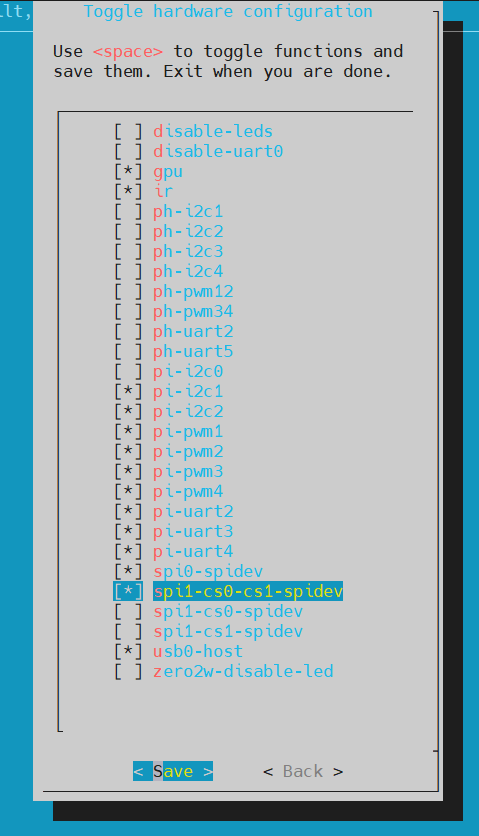 llt,
Toggle hardware configuration
Use <space> to toggle functions and
save them. Exit when you are done.
[ ] disable-leds
[ ] disable-uart0
[*] gpu
[*] ir
[ ] ph-i2c1
[ ] ph-i2c2
[ ] ph-i2c3
[ ] ph-i2c4
[ ] ph-pwm12
[ ] ph-pwm34
[ ] ph-uart2
[ ] ph-uart5
[ ] pi-i2c0
[*] pi-i2c1
[*] pi-i2c2
[*] pi-pwm1
[*] pi-pwm2
[*] pi-pwm3
[*] pi-pwm4
[*] pi-uart2
[*] pi-uart3
[*] pi-uart4
[*] spi0-spidev
[*] spi1-cs0-cs1-spidev
[ ] spi1-cs0-spidev
[ ] spi1-cs1-spidev
[*] usb0-host
[ ] zero2w-disable-led
< Save > < Back >